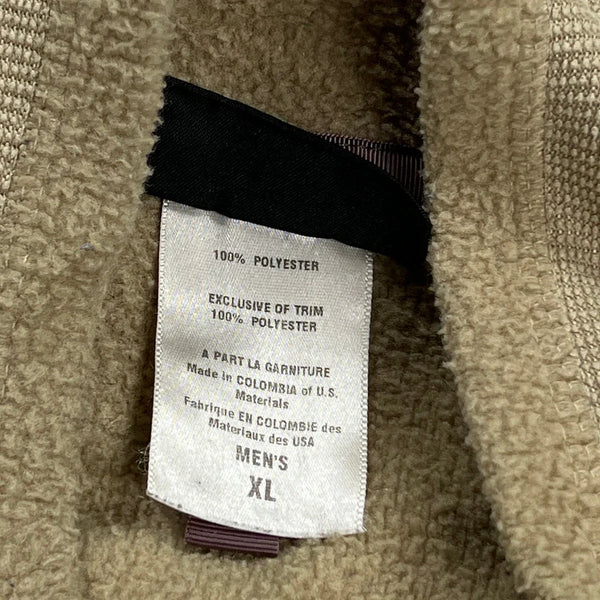 100% POLYESTER
EXCLUSIVE OF TRIM
100% POLYESTER
A PART LA GARNITURE
Made in COLOMBIA of U.S.
Materials
Fabrique EN COLOMBIE des
Materiaux des USA
MEN'S
XL